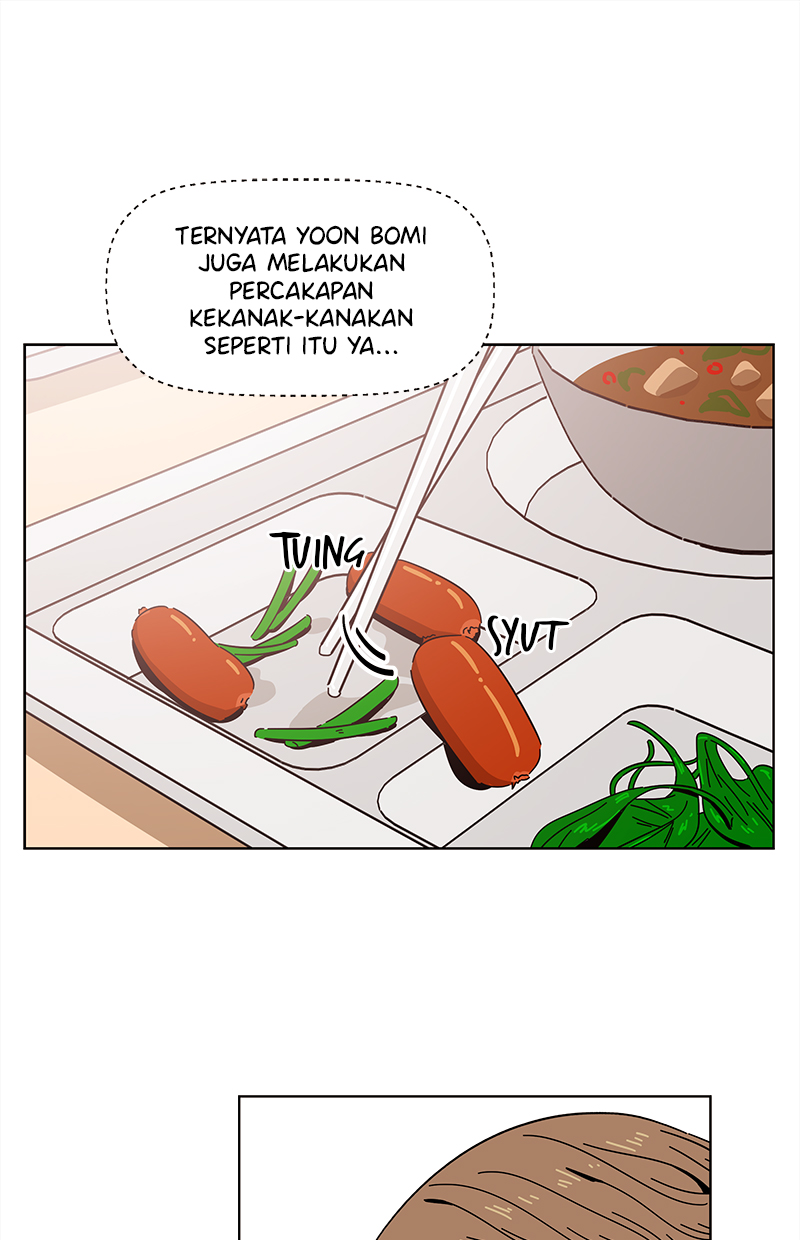 TERNYATA YOON BOMI
JUGA MELAKUKAN
PERCAKAPAN
KEKANAK-KANAKAN
SEPERTI ITU YA...
TUING
SYUT